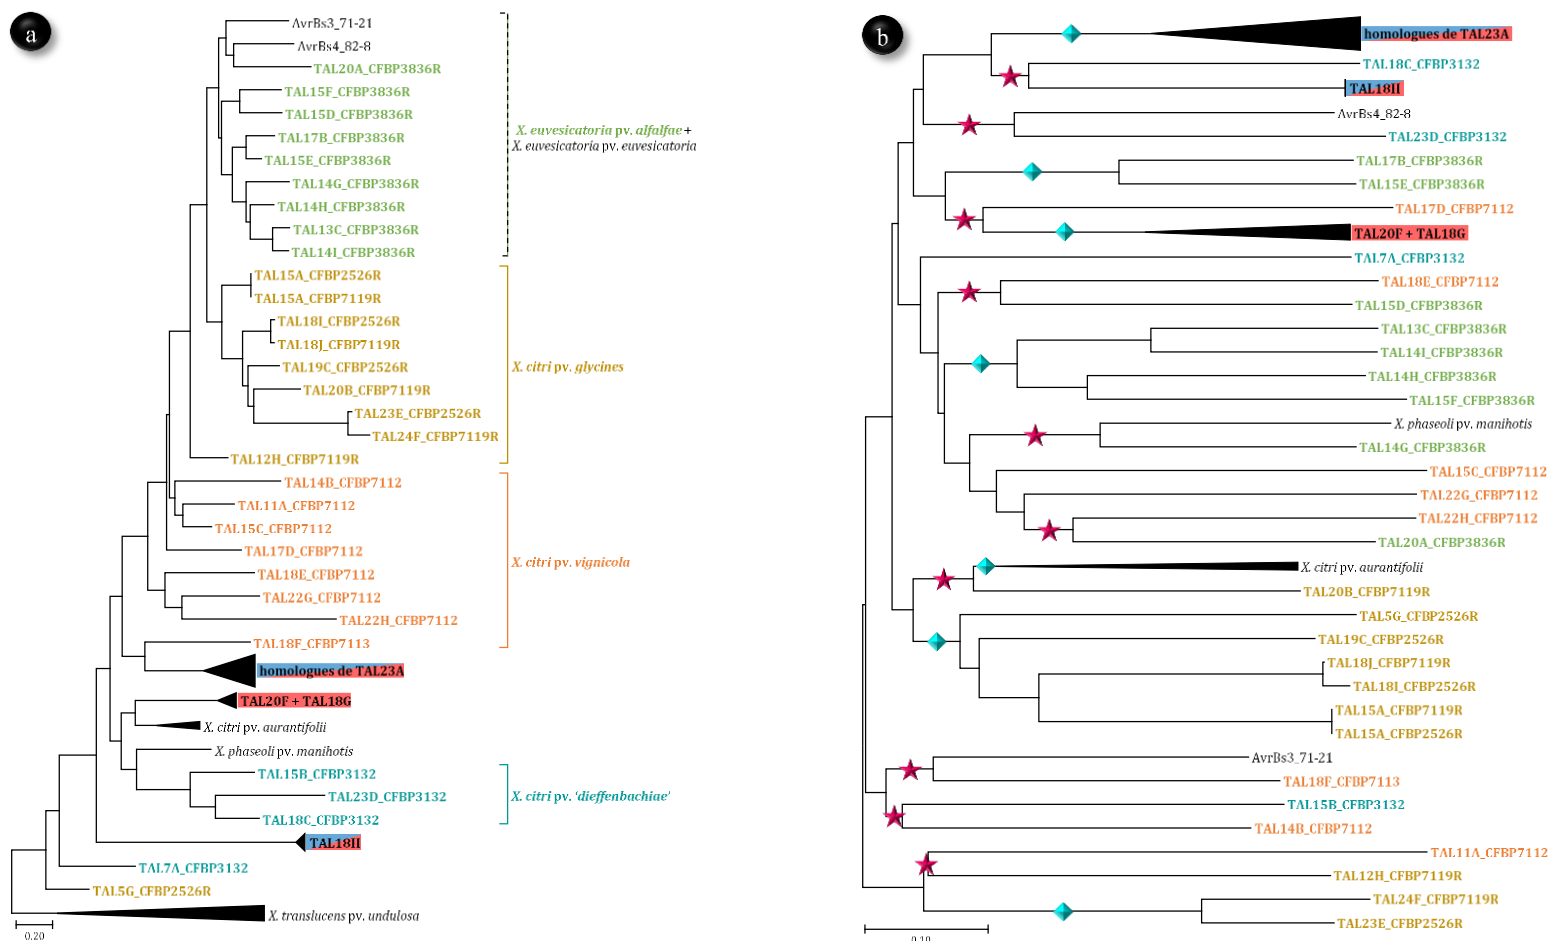 a
AvrBs3_71-21
AvrBs4_82-8
TAL20A_CFBP3836R
TAL15F_CFBP3836R
TAL15D_CFBP3836R
TAL17B_CFBP3836R
TAL15E_CFBP3836R
TAL14G_CFBP3836R
TAL14H_CFBP3836R
TAL13C_CFBP3836R
TAL14I_CFBP3836R
X. euvesicatoria pv. alfalfae +
X. euvesicatoria pv. euvesicatoria
TAL15A_CFBP2526R
TAL15A_CFBP7119R
TAL18I_CFBP2526R
TAL18J_CFBP7119R
TAL19C_CFBP2526R
TAL20B_CFBP7119R
TAL23E_CFBP2526R
TAL24F_CFBP7119R
TAL12H_CFBP7119R
X. citri pv. glycines
TAL14B_CFBP7112
TAL11A_CFBP7112
TAL15C_CFBP7112
TAL17D_CFBP7112
TAL18E_CFBP7112
TAL22G_CFBP7112
TAL22H_CFBP7112
TAL18F_CFBP7113
X. citri pv. vignicola
homologues de TAL23A
TAL20F + TAL18G
X. citri pv. aurantifolii
X. phaseoli pv. manihotis
TAL15B_CFBP3132
TAL23D_CFBP3132
TAL18C_CFBP3132
X. citri pv. 'dieffenbachiae'
TAL18H
TAL7A_CFBP3132
TAL5G_CFBP2526R
X. translucens pv. undulosa
0.20
b
homologues de TAL23A
TAL18C_CFBP3132
TAL18H
AvrBs4_82-8
TAL23D_CFBP3132
TAL17B_CFBP3836R
TAL15E_CFBP3836R
TAL17D_CFBP7112
TAL20F + TAL18G
TAL7A_CFBP3132
TAL18E_CFBP7112
TAL15D_CFBP3836R
TAL13C_CFBP3836R
TAL14I_CFBP3836R
TAL14H_CFBP3836R
TAL15F_CFBP3836R
X. phaseoli pv. manihotis
TAL14G_CFBP3836R
TAL15C_CFBP7112
TAL22G_CFBP7112
TAL22H_CFBP7112
TAL20A_CFBP3836R
X. citri pv. aurantifolii
TAL20B_CFBP7119R
TAL5G_CFBP2526R
TAL19C_CFBP2526R
TAL18J_CFBP7119R
TAL18I_CFBP2526R
TAL15A_CFBP7119R
TAL15A_CFBP2526R
AvrBs3_71-21
TAL18F_CFBP7113
TAL15B_CFBP3132
TAL14B_CFBP7112
TAL11A_CFBP7112
TAL12H_CFBP7119R
TAL24F_CFBP7119R
TAL23E_CFBP2526R
0.10